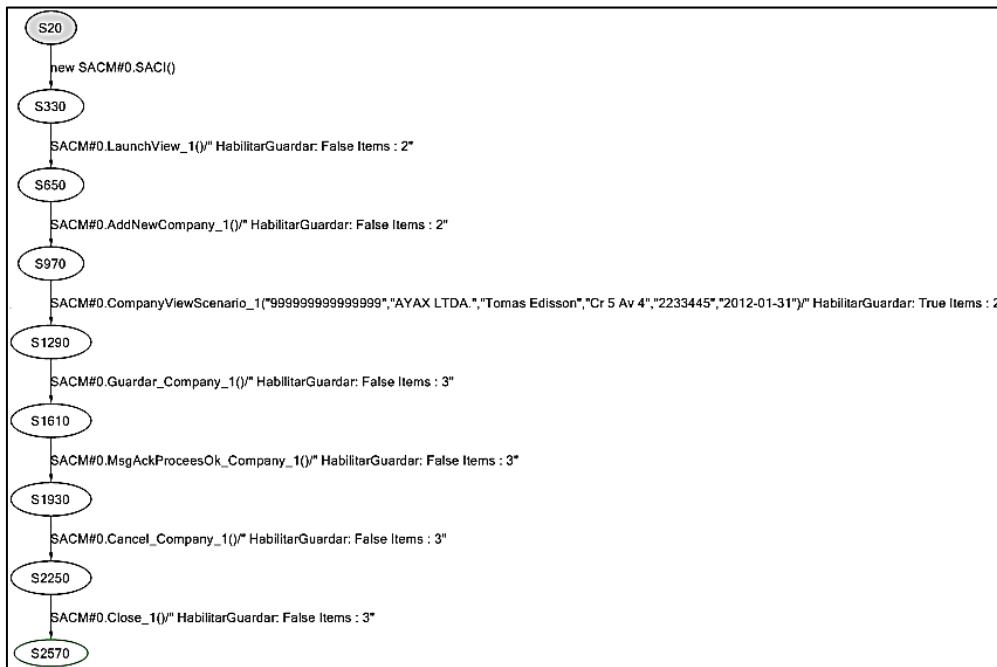 S20
new SACM#0.SACI()
S330
SACM#0.LaunchView_1()/" HabilitarGuardar: False Items : 2"
S650
SACM#0.AddNewCompany_1()/" HabilitarGuardar: False Items : 2"
S970
SACM#0.CompanyViewScenario_1("999999999999999","AYAX LTDA.","Tomas Edisson","Cr 5 Av 4","2233445","2012-01-31")/" HabilitarGuardar: True Items : 2
S1290
SACM#0.Guardar_Company_1()/" HabilitarGuardar: False Items : 3"
S1610
SACM#0.MsgAckProceesOk_Company_1()/" HabilitarGuardar: False Items : 3"
S1930
SACM#0.Cancel_Company_1()/" HabilitarGuardar: False Items : 3"
S2250
SACM#0.Close_1()/" HabilitarGuardar: False Items : 3"
S2570